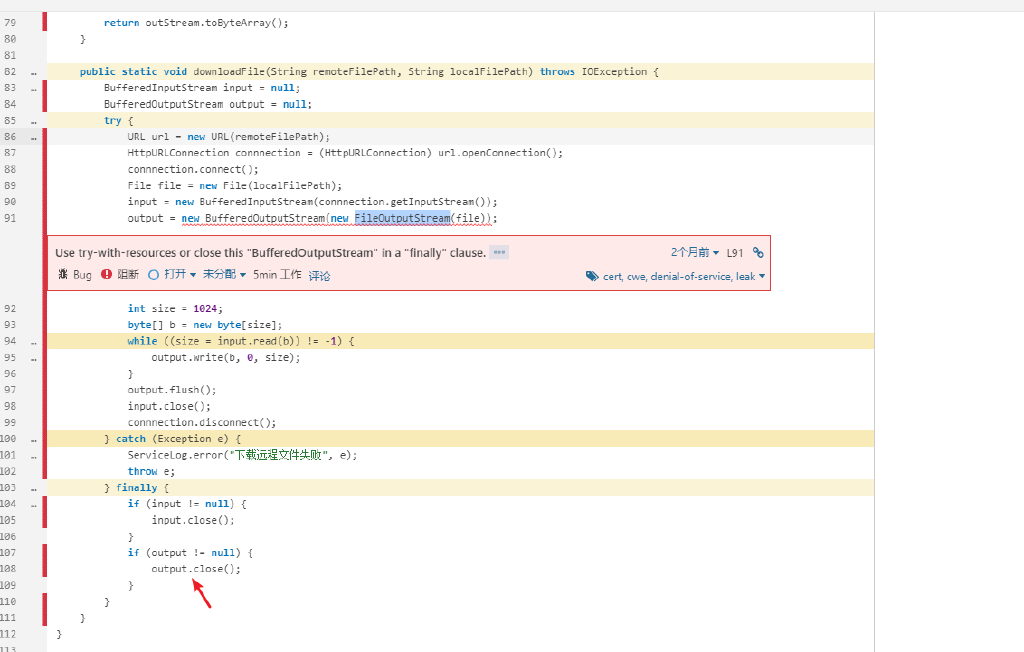 79 return outStream.toByteArray();
80 }
81
82 … public static void downloadFile(String remoteFilePath, String localFilePath) throws IOException {
83 … BufferedInputStream input = null;
84 BufferedOutputStream output = null;
85 … try {
86 … URL url = new URL(remoteFilePath);
87 HttpURLConnection connnection = (HttpURLConnection) url.openConnection();
88 connnection.connect();
89 File file = new File(localFilePath);
90 input = new BufferedInputStream(connnection.getInputStream());
91 output = new BufferedOutputStream(new FileOutputStream(file));
Use try-with-resources or close this "BufferedOutputStream" in a "finally" clause. •••
2个月前 L91
Bug 阻断 打开 未分配 5min 工作 评论
cert, cwe, denial-of-service, leak
92 int size = 1024;
93 byte[] b = new byte[size];
94 … while ((size = input.read(b)) != -1) {
95 … output.write(b, 0, size);
96 }
97 output.flush();
98 input.close();
99 connnection.disconnect();
100 … } catch (Exception e) {
101 … ServiceLog.error("下载远程文件失败", e);
102 throw e;
103 … } finally {
104 … if (input != null) {
105 input.close();
106 }
107 if (output != null) {
108 output.close();
109 }
110 }
111 }
112 }
113